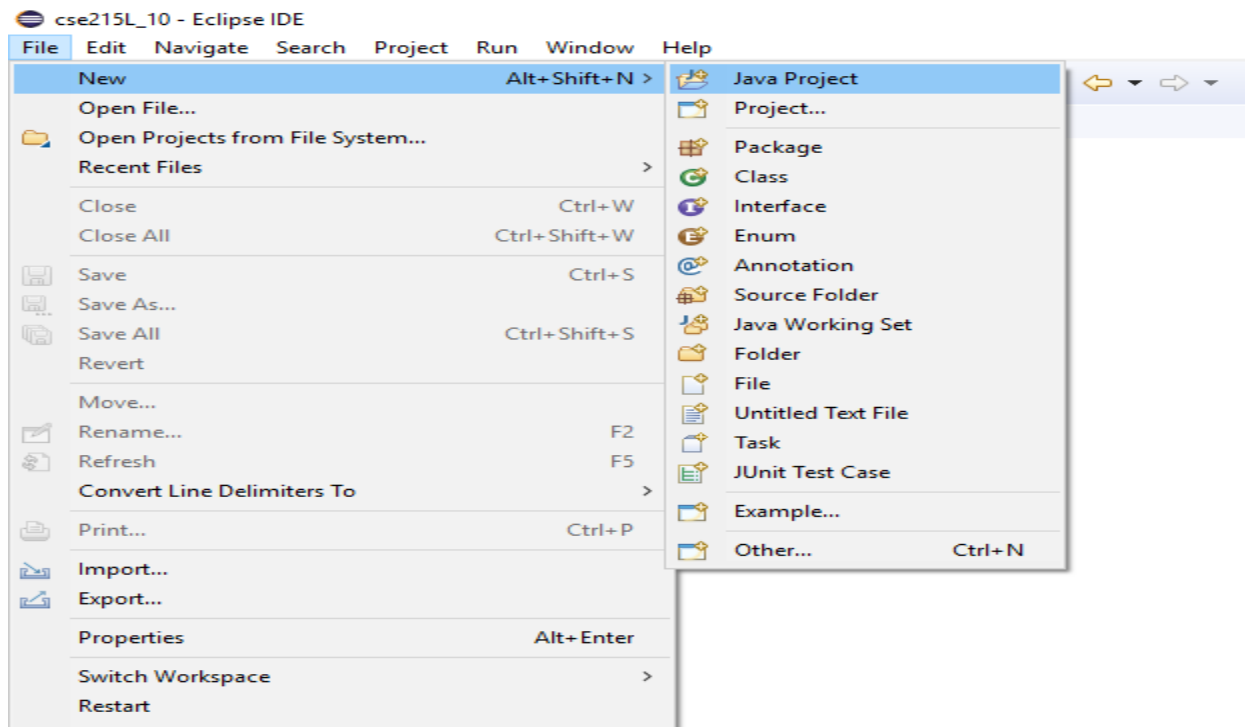 cse215L_10 - Eclipse IDE
File Edit Navigate Search Project Run Window Help
New Alt+Shift+N >
Open File...
Open Projects from File System...
Recent Files >
Close Ctrl+W
Close All Ctrl+Shift+W
Save Ctrl+S
Save As...
Save All Ctrl+Shift+S
Revert
Move...
Rename... F2
Refresh F5
Convert Line Delimiters To >
Print... Ctrl+P
Import...
Export...
Properties Alt+Enter
Switch Workspace >
Restart
Java Project
Project...
Package
Class
Interface
Enum
Annotation
Source Folder
Java Working Set
Folder
File
Untitled Text File
Task
JUnit Test Case
Example...
Other... Ctrl+N